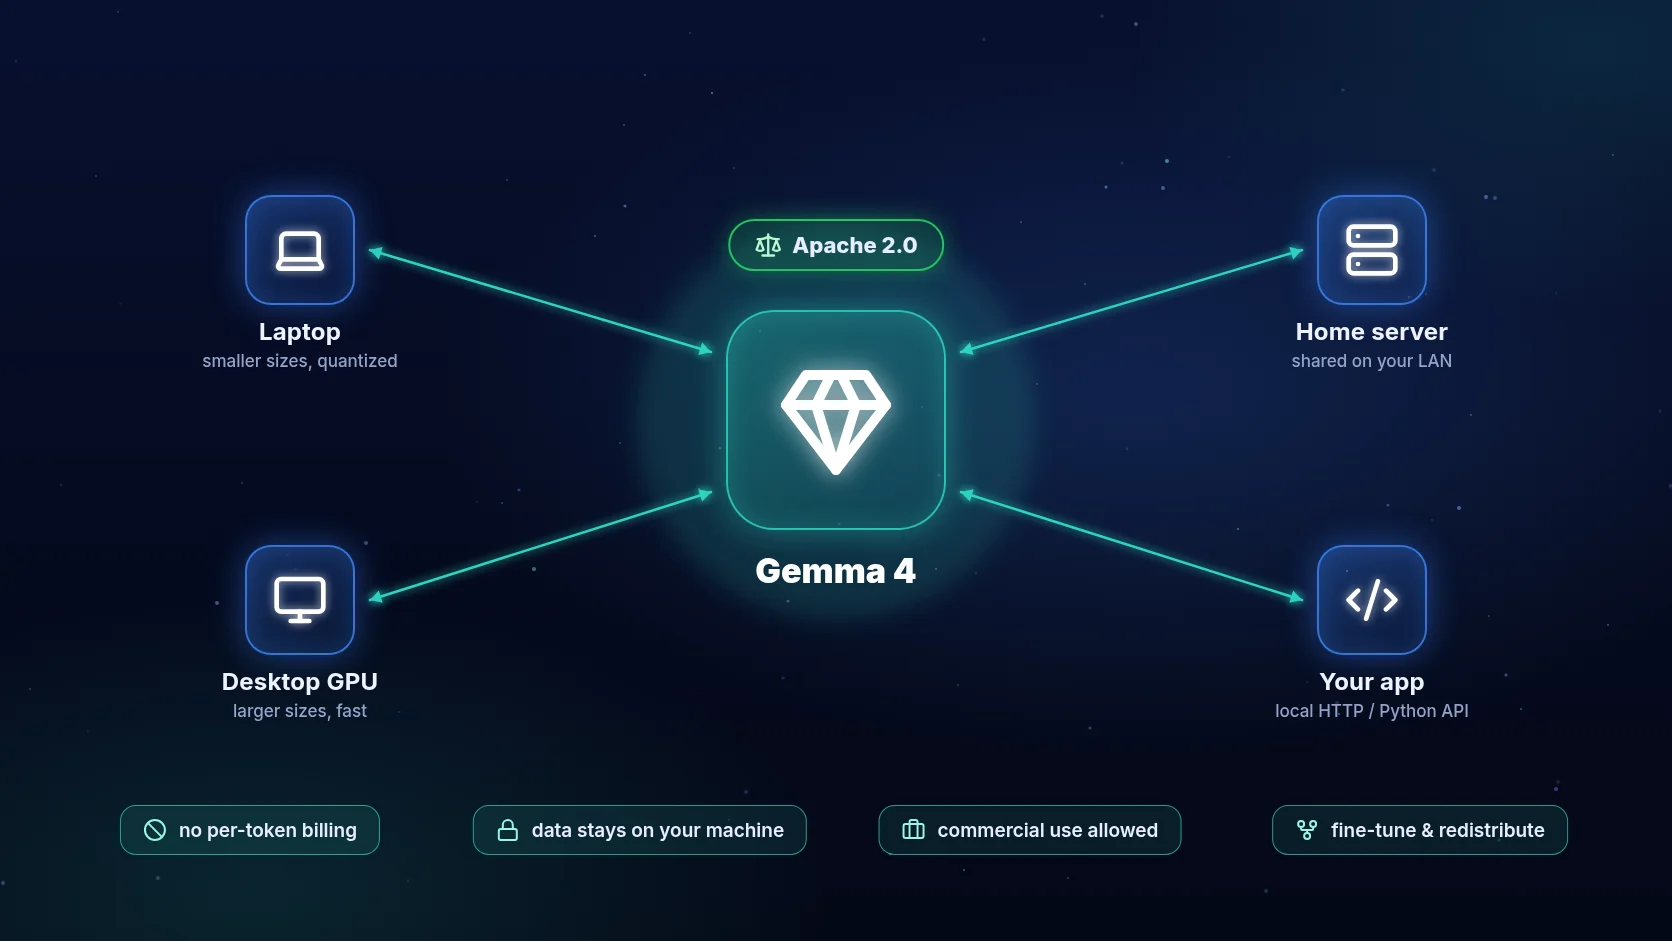 Apache 2.0
Laptop
smaller sizes, quantized
Home server
shared on your LAN
Gemma 4
Desktop GPU
larger sizes, fast
Your app
local HTTP / Python API
no per-token billing
data stays on your machine
commercial use allowed
fine-tune & redistribute